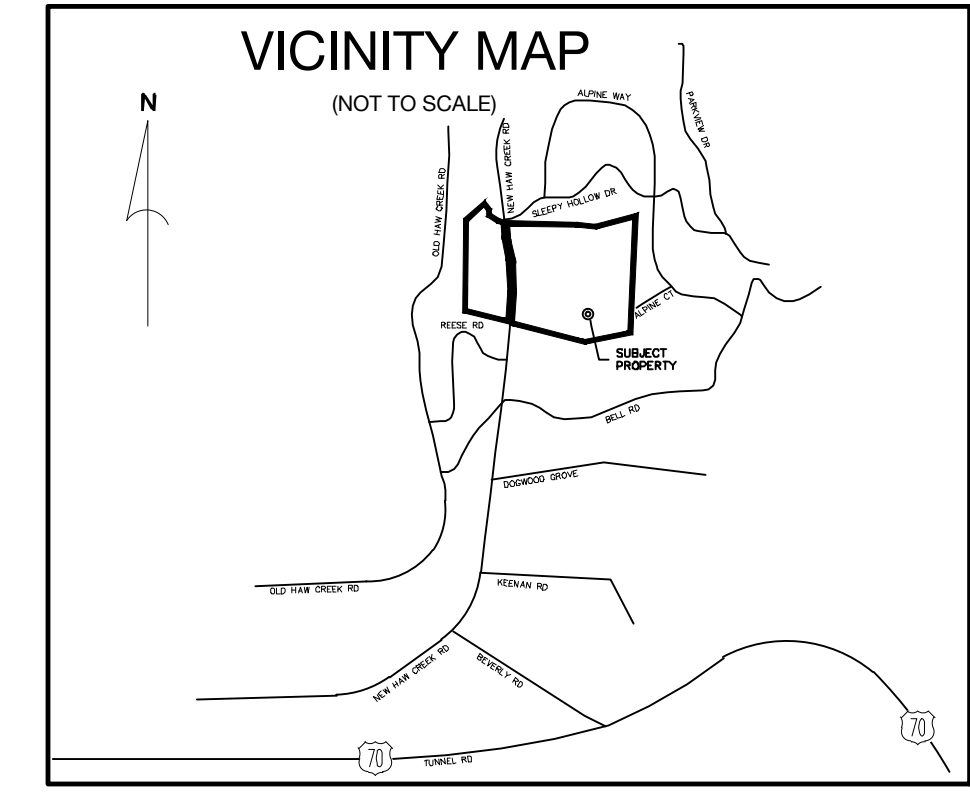 VICINITY MAP
(NOT TO SCALE)
N
ALPINE WAY
PARKVIEW DR
NEW HAW CREEK RD
OLD HAW CREEK RD
SLEEPY HOLLOW DR
ALPINE CT
REESE RD
SUBJECT
PROPERTY
BELL RD
DOGWOOD GROVE
OLD HAW CREEK RD
KEENAN RD
NEW HAW CREEK RD
BEVERLY RD
70
70
TUNNEL RD